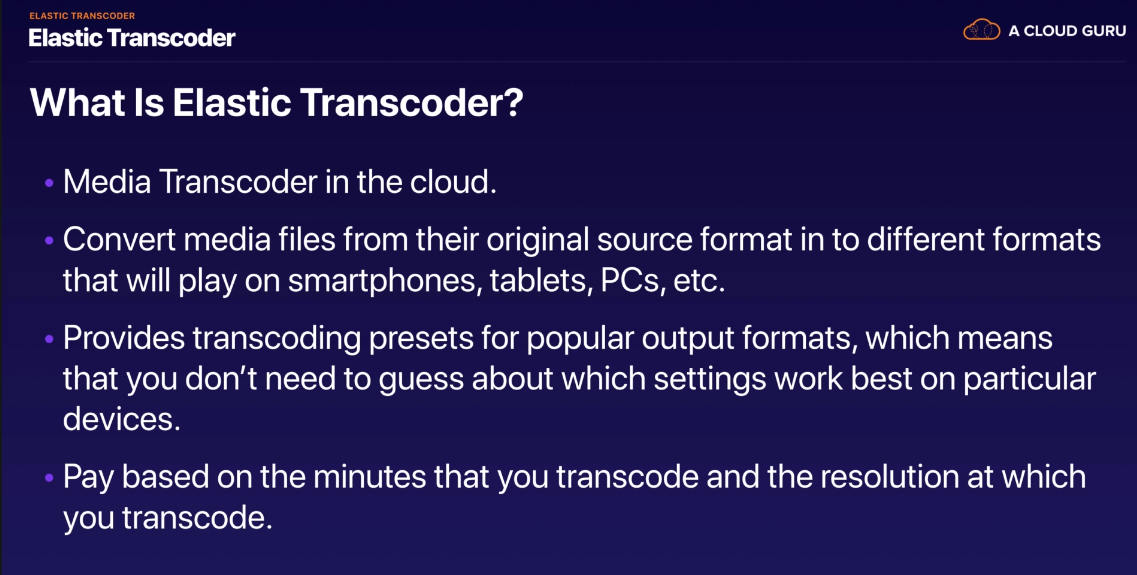 ELASTIC TRANSCODER
Elastic Transcoder
A CLOUD GURU
What Is Elastic Transcoder?
• Media Transcoder in the cloud.
• Convert media files from their original source format in to different formats
that will play on smartphones, tablets, PCs, etc.
• Provides transcoding presets for popular output formats, which means
that you don’t need to guess about which settings work best on particular
devices.
• Pay based on the minutes that you transcode and the resolution at which
you transcode.